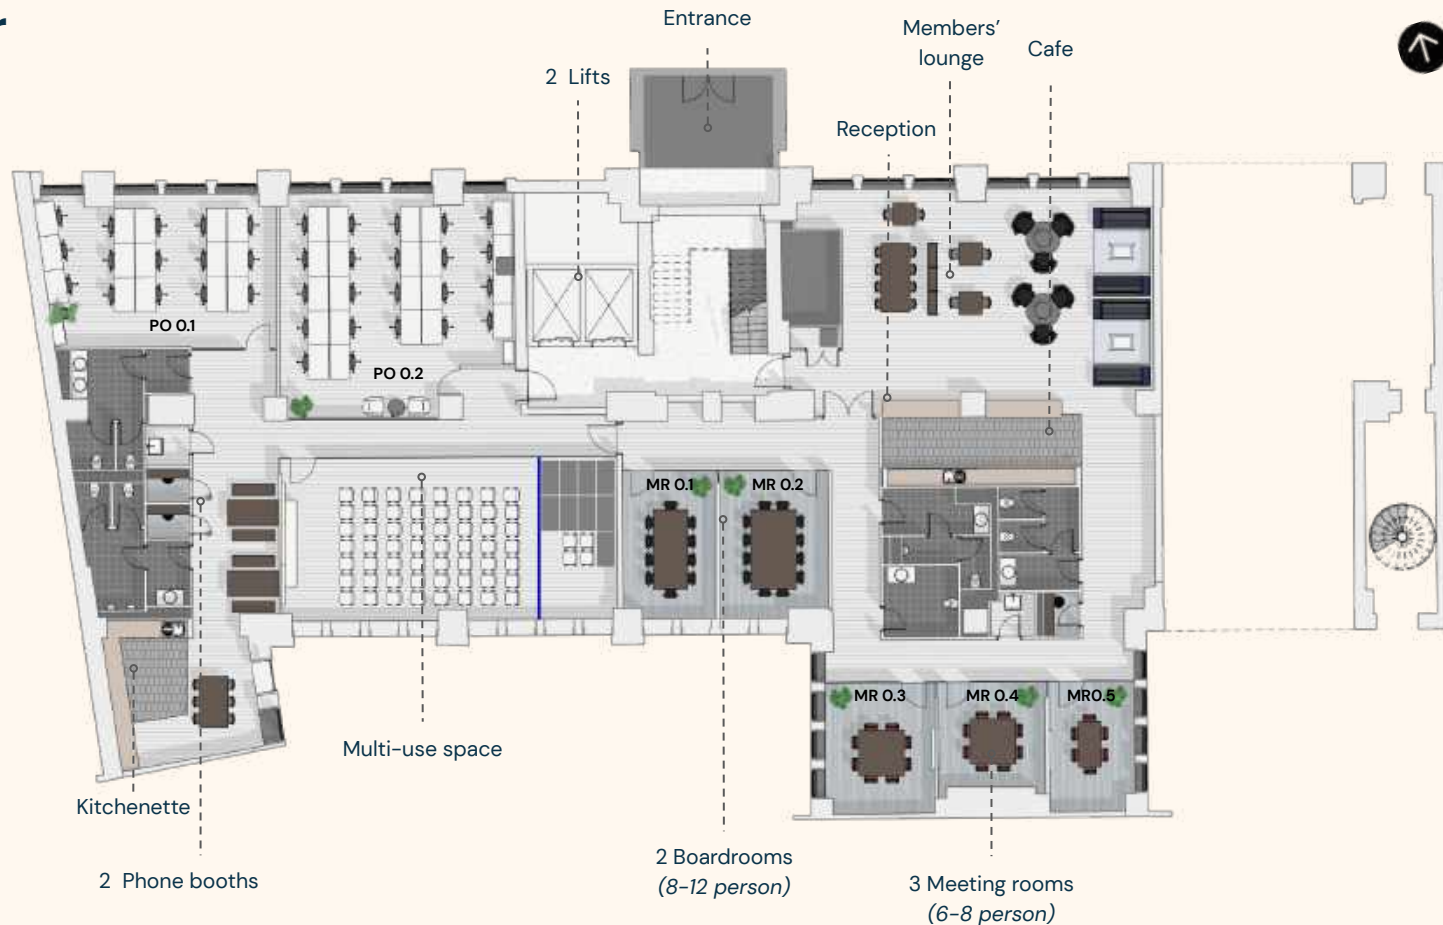 Entrance
Members’
lounge
Cafe
2 Lifts
Reception
PO 0.1
PO 0.2
MR 0.1
MR 0.2
MR 0.3
MR 0.4
MR0.5
Multi-use space
Kitchenette
2 Phone booths
2 Boardrooms
(8-12 person)
3 Meeting rooms
(6-8 person)